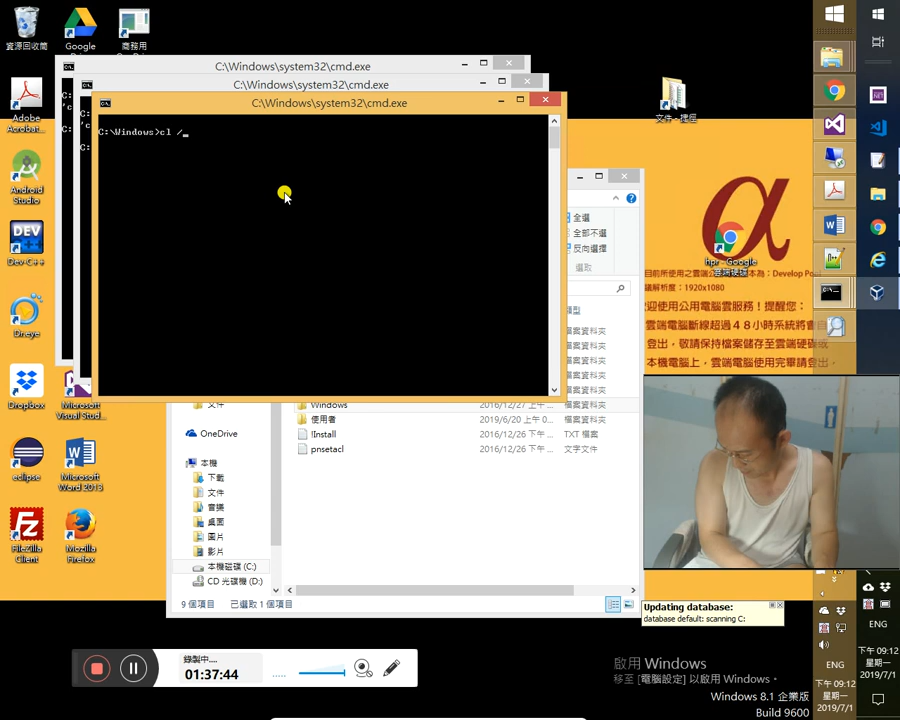 資源回收筒
Google Drive
商務用
Adobe Acrobat...
Android Studio
DEV
Dev-C++
Dr.eye
Dropbox
Microsoft Visual Stud...
eclipse
Microsoft Word 2013
FileZilla Client
Mozilla Firefox
C:\Windows\system32\cmd.exe
C:\Windows\system32\cmd.exe
C:\Windows\system32\cmd.exe
C:\Windows>cl /_
文件 - 捷徑
全選
全部不選
反向選擇
選取
hpr - Google
雲端硬碟
解析度：1920x1080
迎使用公用電腦雲服務！提醒您：
雲端電腦斷線超過４８小時系統將會自
登出，敬請保持檔案儲存至雲端硬碟或
本機電腦上，雲端電腦使用完畢請登出。
檔案資料夾
檔案資料夾
檔案資料夾
檔案資料夾
檔案資料夾
文件
Windows 2016/12/27 上午 ... 檔案資料夾
使用者 2019/6/20 上午 0... 檔案資料夾
!Install 2016/12/26 下午 ... TXT 檔案
pnsetacl 2016/12/26 下午 ... 文字文件
OneDrive
本機
下載
文件
音樂
桌面
圖片
影片
本機磁碟 (C:)
CD 光碟機 (D:)
9 個項目 已選取 1 個項目
Updating database:
database default: scanning C:
錄製中....
01:37:44
啟用 Windows
移至 [電腦設定] 以啟用 Windows。
Windows 8.1 企業版
Build 9600
ENG
下午 09:12
星期一
2019/7/1
ENG
下午 09:12
星期一
2019/7/1